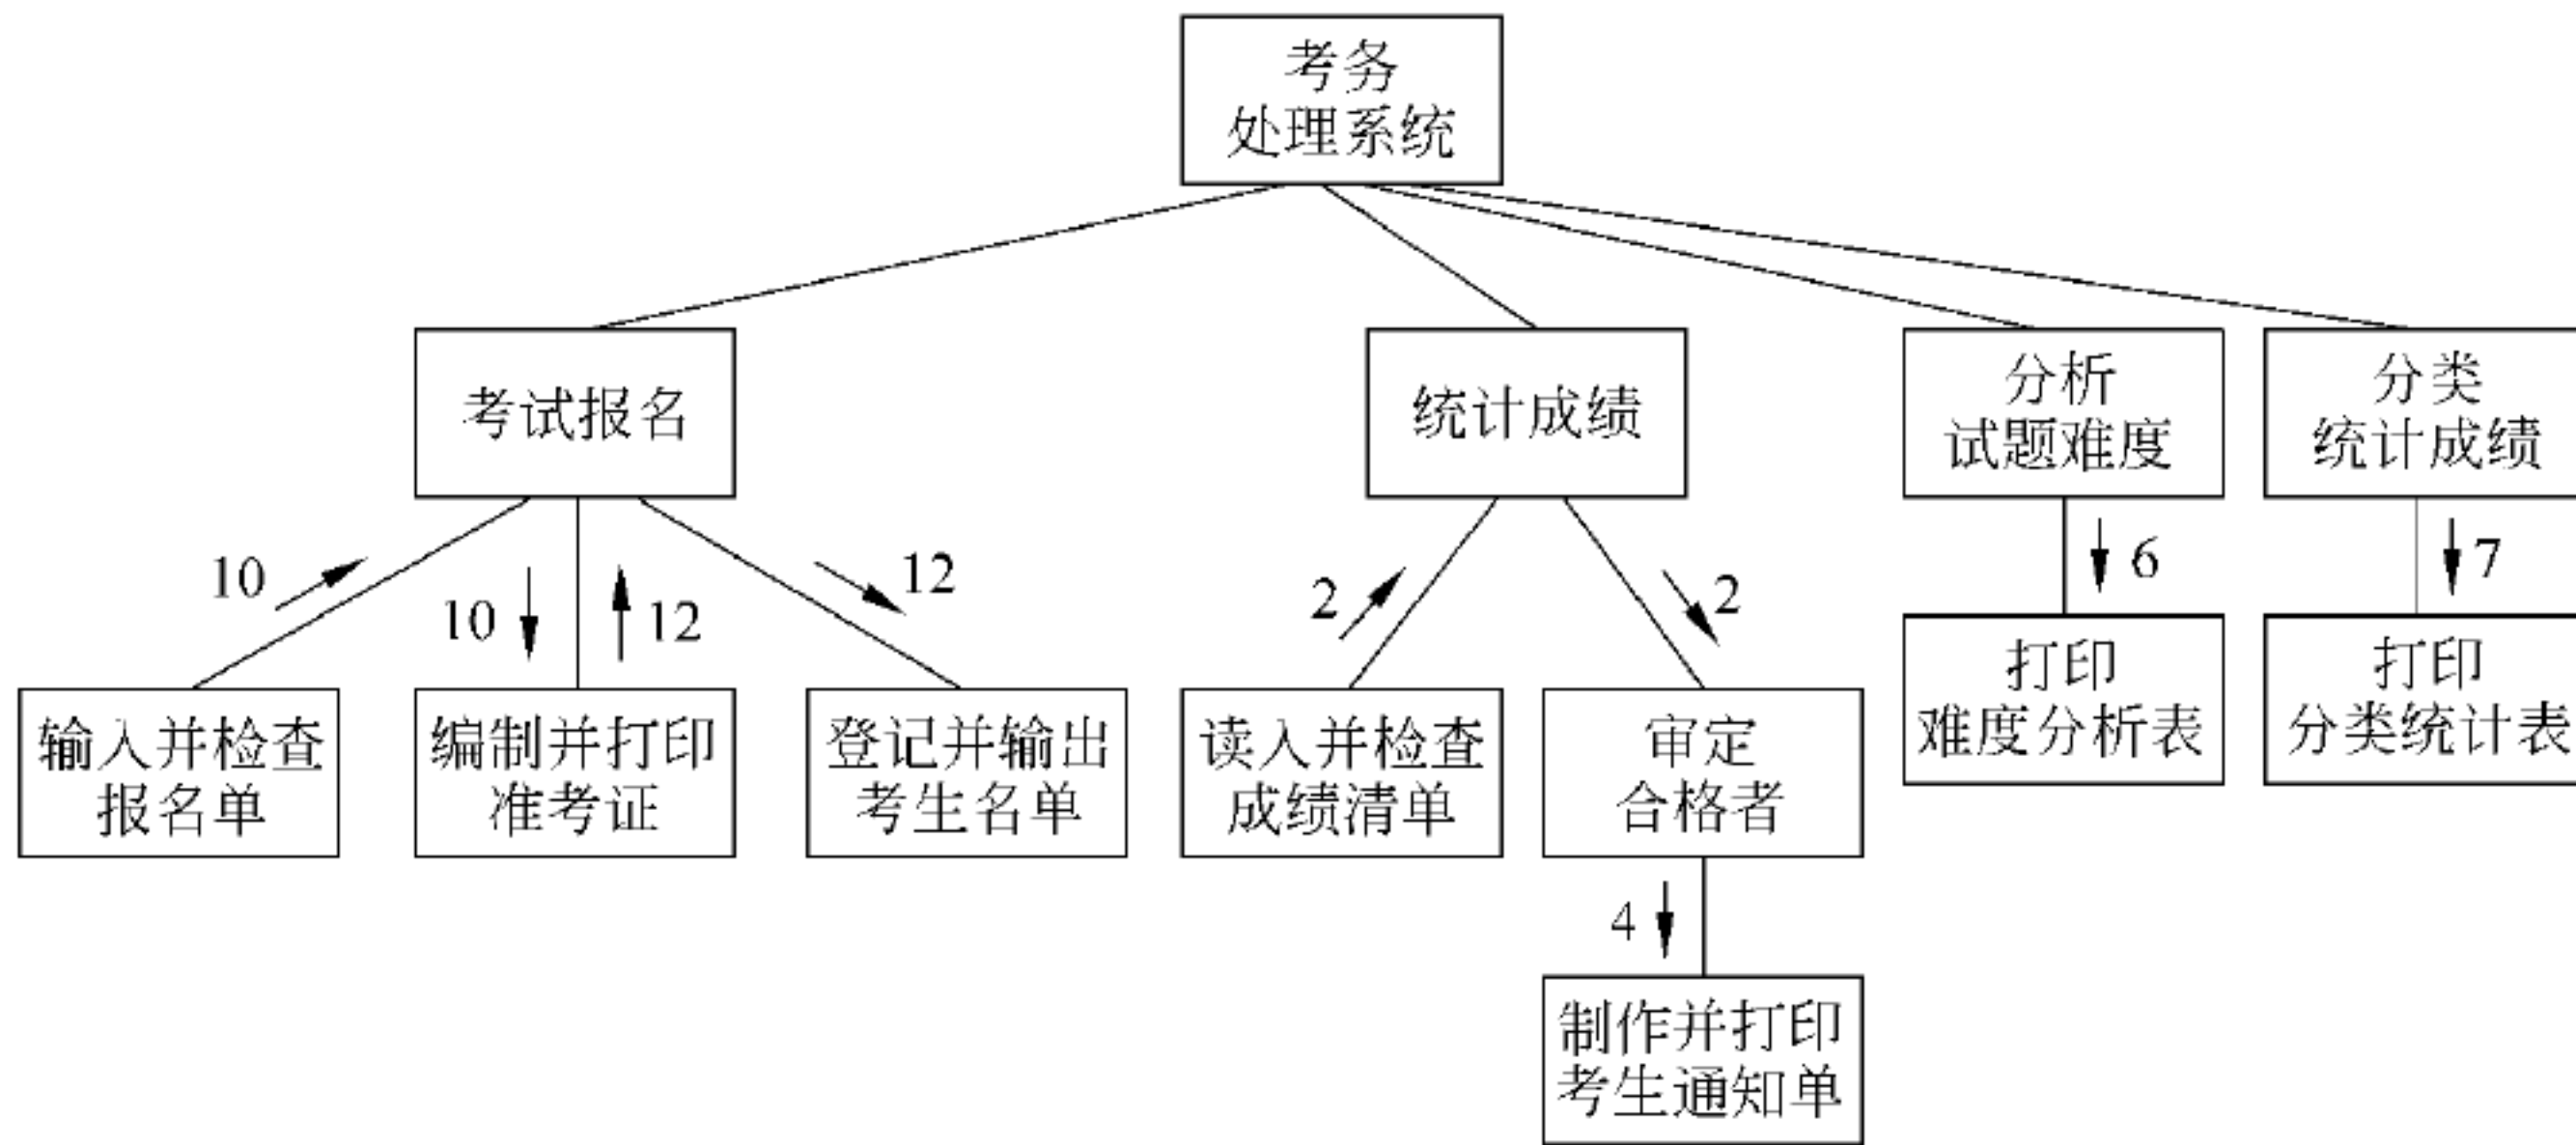 考务
处理系统
考试报名
统计成绩
分析
试题难度
分类
统计成绩
10
10
12
12
2
2
6
7
输入并检查
报名单
编制并打印
准考证
登记并输出
考生名单
读入并检查
成绩清单
审定
合格者
打印
难度分析表
打印
分类统计表
4
制作并打印
考生通知单